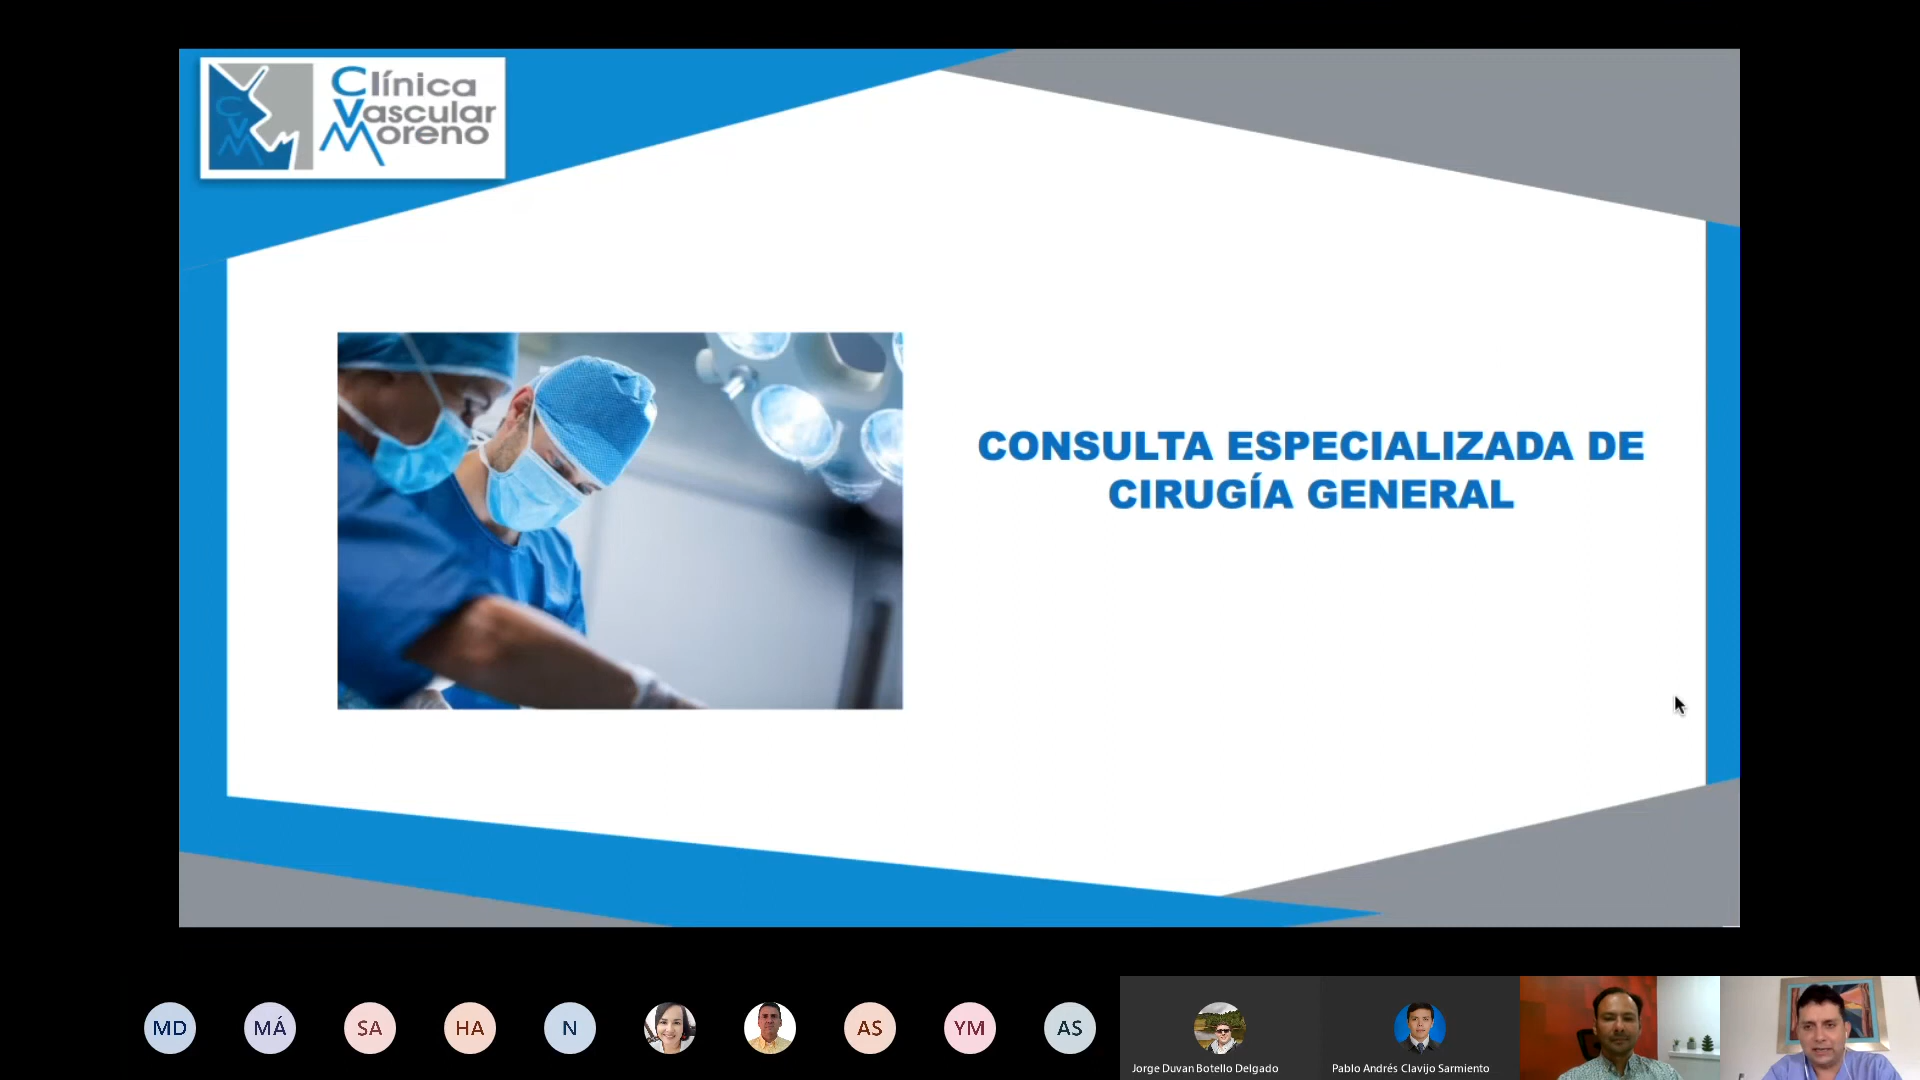 CVM
Clínica
Vascular
Moreno
CONSULTA ESPECIALIZADA DE
CIRUGÍA GENERAL
MD
MÁ
SA
HA
N
AS
YM
AS
Jorge Duvan Botello Delgado
Pablo Andrés Clavijo Sarmiento